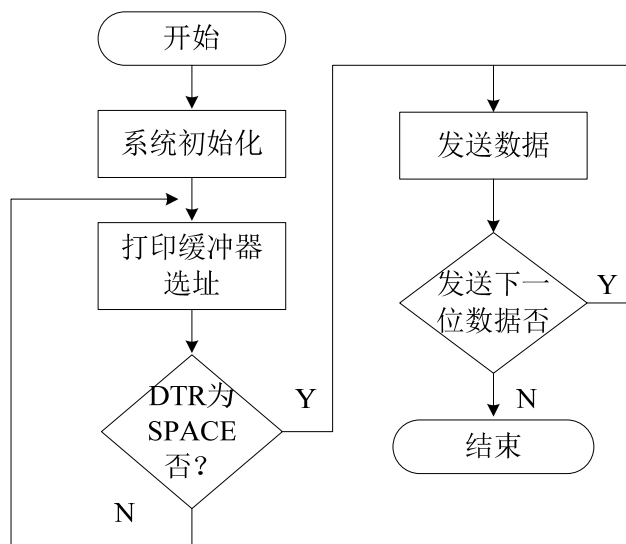 开始
系统初始化
打印缓冲器
选址
DTR为
SPACE
否？
Y
N
发送数据
发送下一
位数据否
Y
N
结束